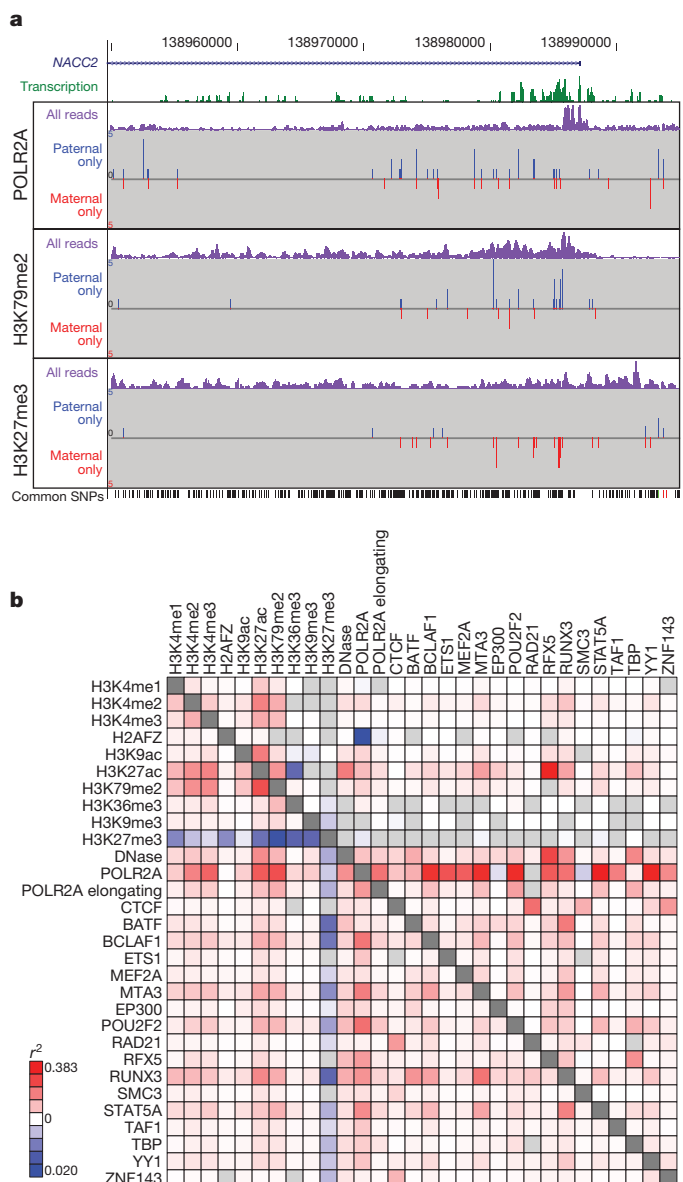 a
138960000 138970000 138980000 138990000
NACC2
Transcription
POLR2A
All reads
5
Paternal only
0
Maternal only
5
H3K79me2
All reads
5
Paternal only
0
Maternal only
5
H3K27me3
All reads
5
Paternal only
0
Maternal only
5
Common SNPs
b
H3K4me1
H3K4me2
H3K4me3
H2AFZ
H3K9ac
H3K27ac
H3K79me2
H3K36me3
H3K9me3
H3K27me3
DNase
POLR2A
POLR2A elongating
CTCF
BATF
BCLAF1
ETS1
MEF2A
MTA3
EP300
POU2F2
RAD21
RFX5
RUNX3
SMC3
STAT5A
TAF1
TBP
YY1
ZNF143
H3K4me1
H3K4me2
H3K4me3
H2AFZ
H3K9ac
H3K27ac
H3K79me2
H3K36me3
H3K9me3
H3K27me3
DNase
POLR2A
POLR2A elongating
CTCF
BATF
BCLAF1
ETS1
MEF2A
MTA3
EP300
POU2F2
RAD21
RFX5
RUNX3
SMC3
STAT5A
TAF1
TBP
YY1
ZNF143
r²
0.383
0
0.020